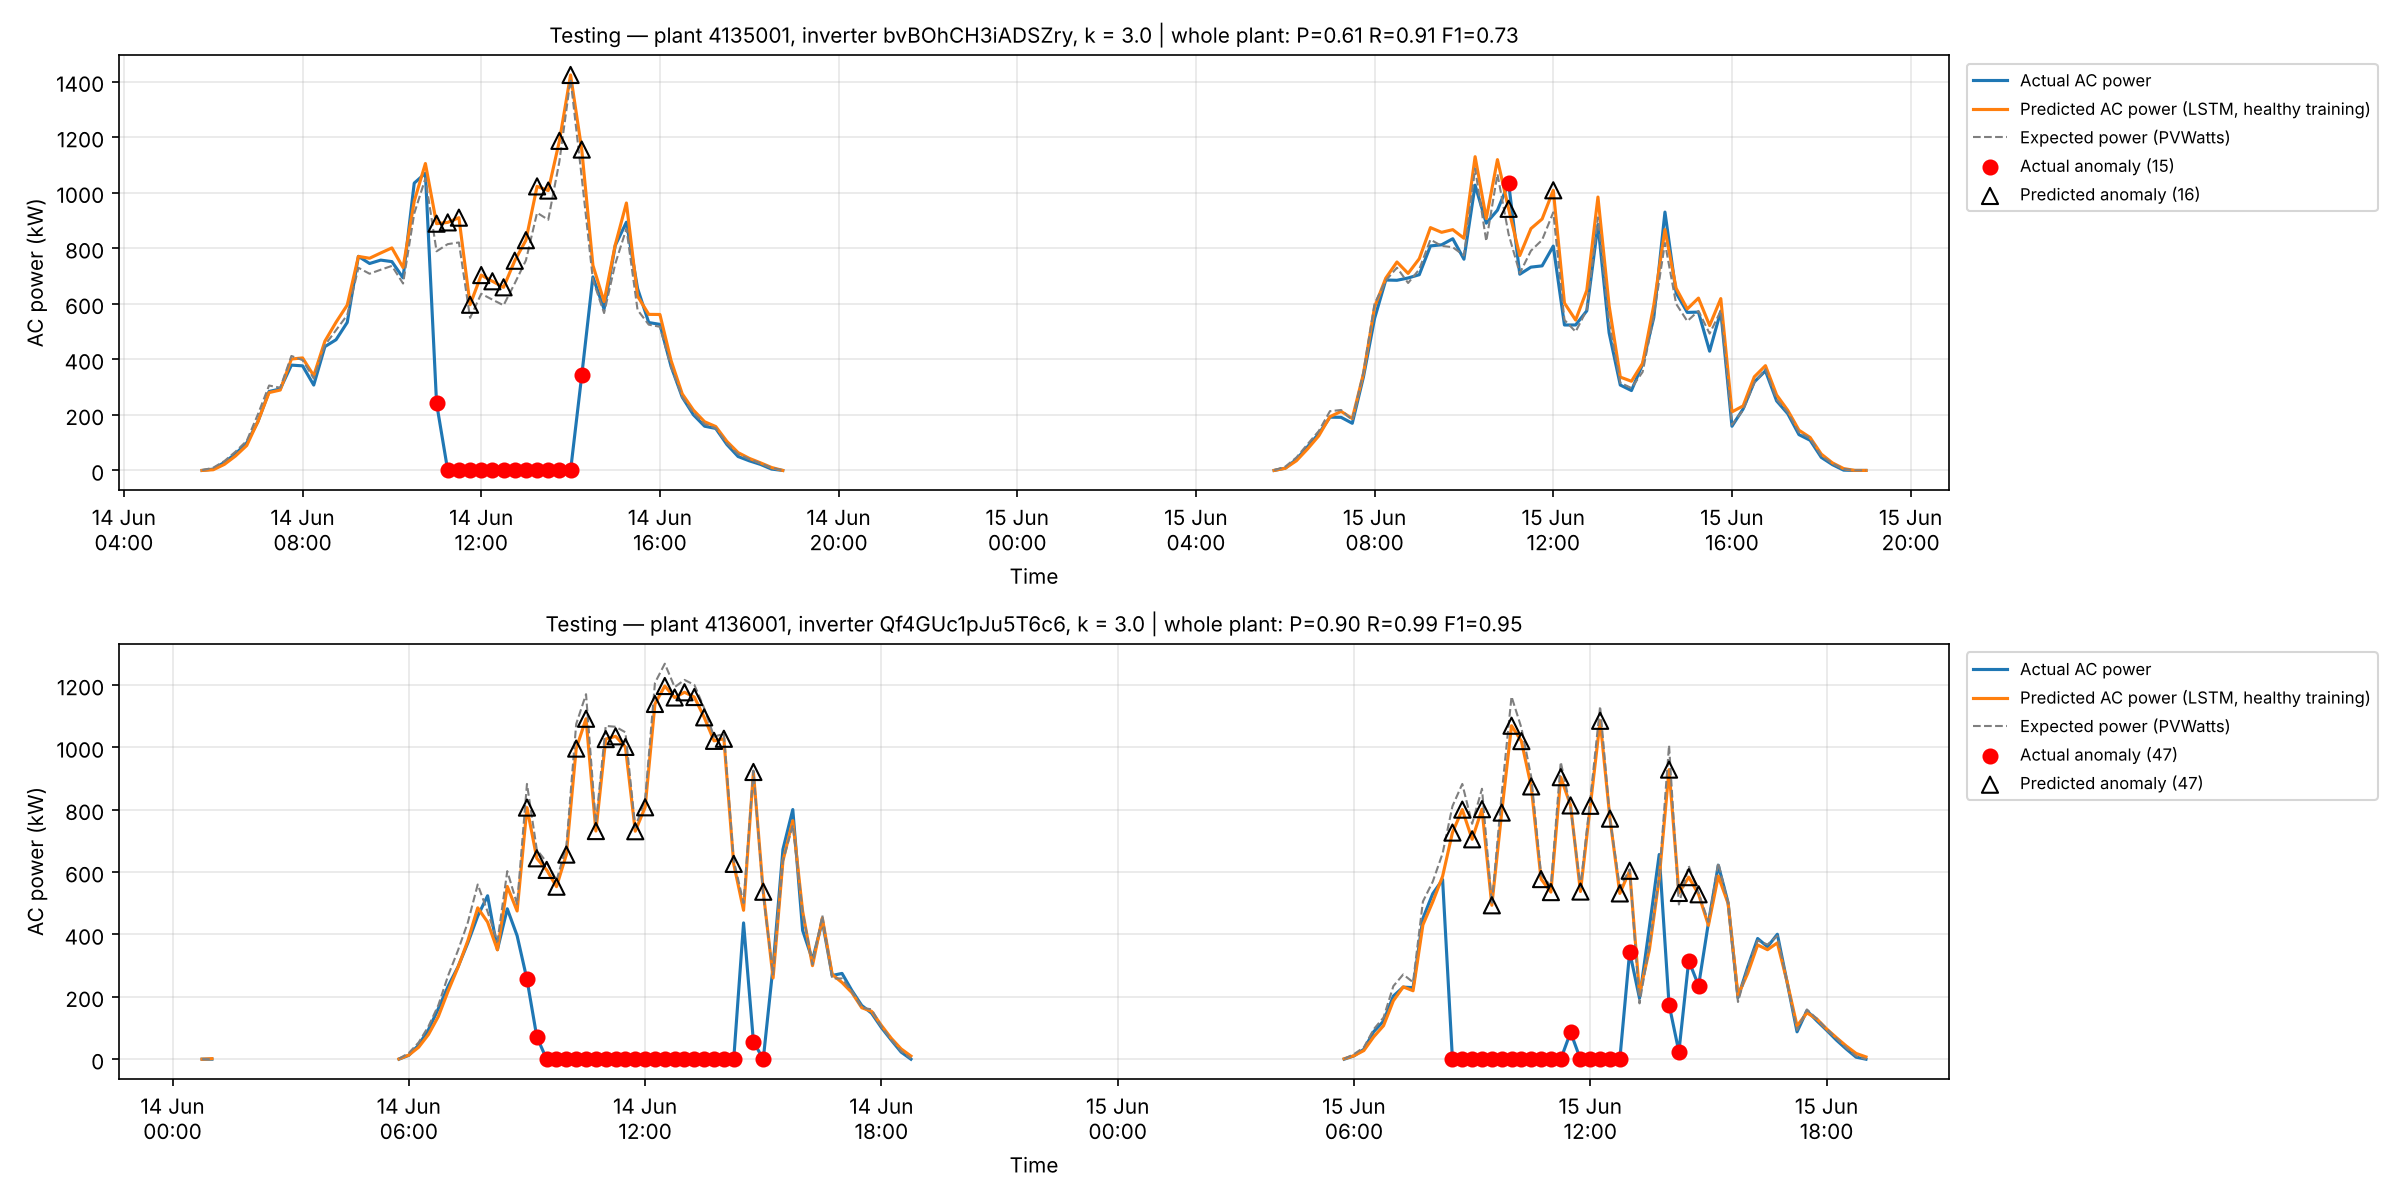 Testing — plant 4135001, inverter bvBOhCH3iADSZry, k = 3.0 | whole plant: P=0.61 R=0.91 F1=0.73
AC power (kW)
1400
1200
1000
800
600
400
200
0
14 Jun 14 Jun 14 Jun 14 Jun 14 Jun 15 Jun 15 Jun 15 Jun 15 Jun 15 Jun 15 Jun
04:00 08:00 12:00 16:00 20:00 00:00 04:00 08:00 12:00 16:00 20:00
Time
Actual AC power
Predicted AC power (LSTM, healthy training)
Expected power (PVWatts)
Actual anomaly (15)
Predicted anomaly (16)
Testing — plant 4136001, inverter Qf4GUc1pJu5T6c6, k = 3.0 | whole plant: P=0.90 R=0.99 F1=0.95
AC power (kW)
1200
1000
800
600
400
200
0
14 Jun 14 Jun 14 Jun 14 Jun 15 Jun 15 Jun 15 Jun 15 Jun
00:00 06:00 12:00 18:00 00:00 06:00 12:00 18:00
Time
Actual AC power
Predicted AC power (LSTM, healthy training)
Expected power (PVWatts)
Actual anomaly (47)
Predicted anomaly (47)